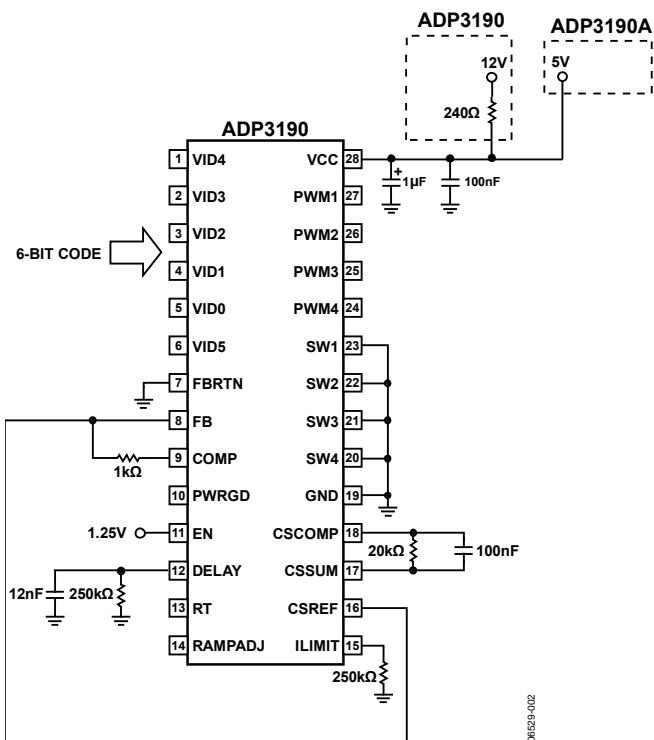 ADP3190
ADP3190A
12V
5V
240Ω
ADP3190
1 VID4
VCC 28
+
1µF
100nF
2 VID3
PWM1 27
3 VID2
PWM2 26
6-BIT CODE
4 VID1
PWM3 25
5 VID0
PWM4 24
6 VID5
SW1 23
7 FBRTN
SW2 22
8 FB
SW3 21
9 COMP
SW4 20
1kΩ
10 PWRGD
GND 19
1.25V
11 EN
CSCOMP 18
20kΩ
100nF
12 DELAY
CSSUM 17
12nF
250kΩ
13 RT
CSREF 16
14 RAMPADJ
ILIMIT 15
250kΩ
06529-002